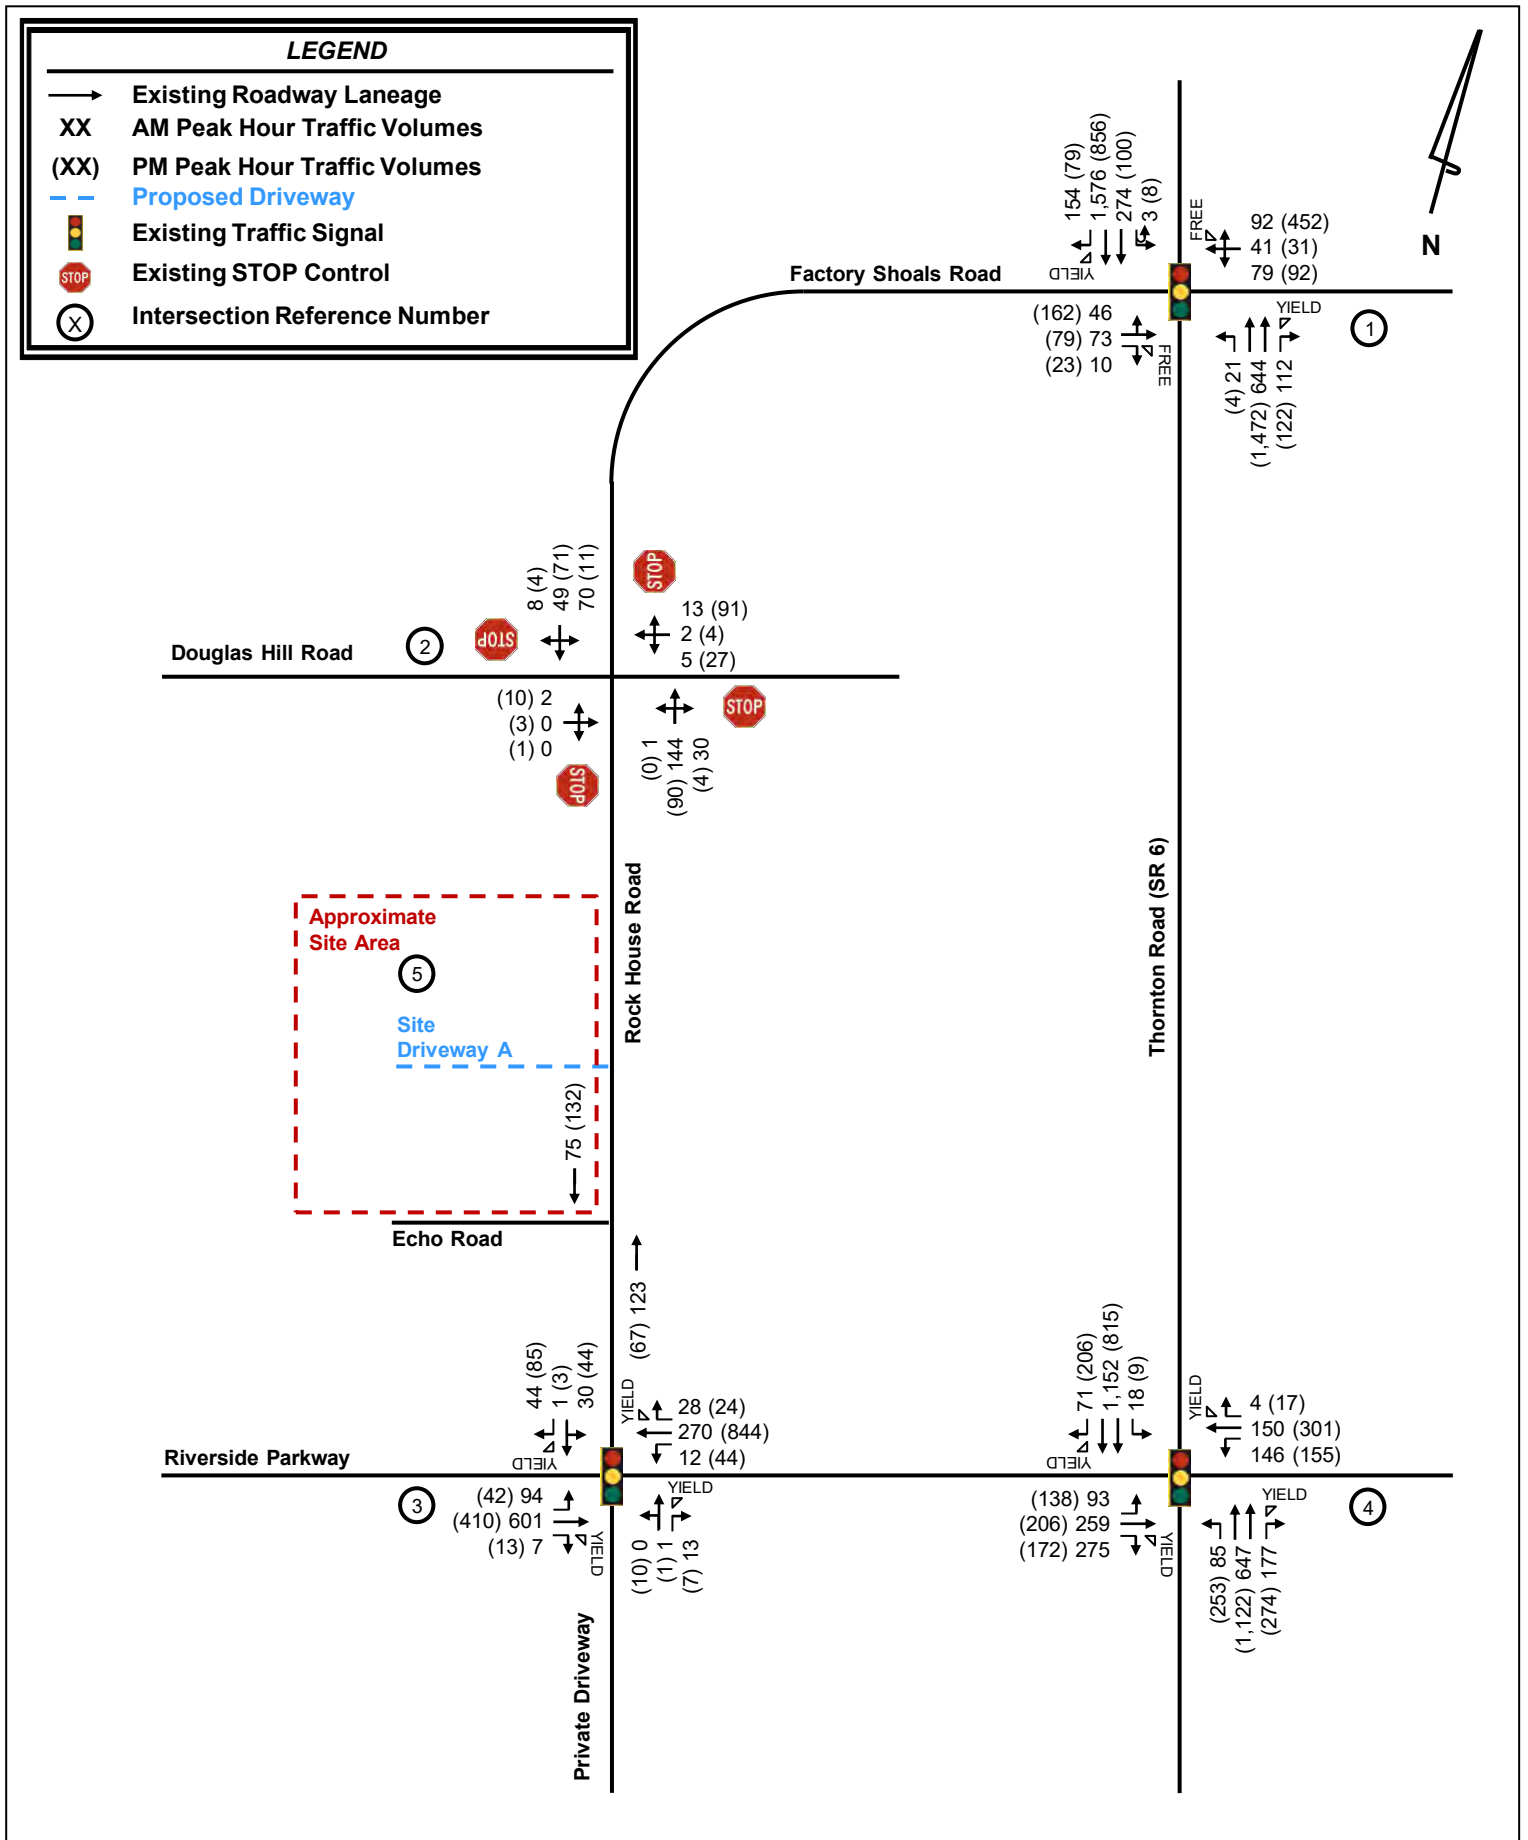 LEGEND
Existing Roadway Laneage
XX AM Peak Hour Traffic Volumes
(XX) PM Peak Hour Traffic Volumes
Proposed Driveway
Existing Traffic Signal
STOP Existing STOP Control
X Intersection Reference Number
N
154 (79)
1,576 (856)
274 (100)
3 (8)
YIELD
FREE
92 (452)
41 (31)
79 (92)
Factory Shoals Road
1
(162) 46
(79) 73
(23) 10
FREE
YIELD
(4) 21
(1,472) 644
(122) 112
8 (4)
49 (71)
70 (11)
STOP
STOP
13 (91)
2 (4)
5 (27)
2
Douglas Hill Road
(10) 2
(3) 0
(1) 0
STOP
STOP
(0) 1
(90) 144
(4) 30
Rock House Road
Thornton Road (SR 6)
Approximate
Site Area
5
Site
Driveway A
75 (132)
Echo Road
(67) 123
44 (85)
1 (3)
30 (44)
YIELD
YIELD
28 (24)
270 (844)
12 (44)
Riverside Parkway
3
(42) 94
(410) 601
(13) 7
YIELD
YIELD
(10) 0
(1) 1
(7) 13
Private Driveway
71 (206)
1,152 (815)
18 (9)
YIELD
YIELD
4 (17)
150 (301)
146 (155)
4
(138) 93
(206) 259
(172) 275
YIELD
YIELD
(253) 85
(1,122) 647
(274) 177